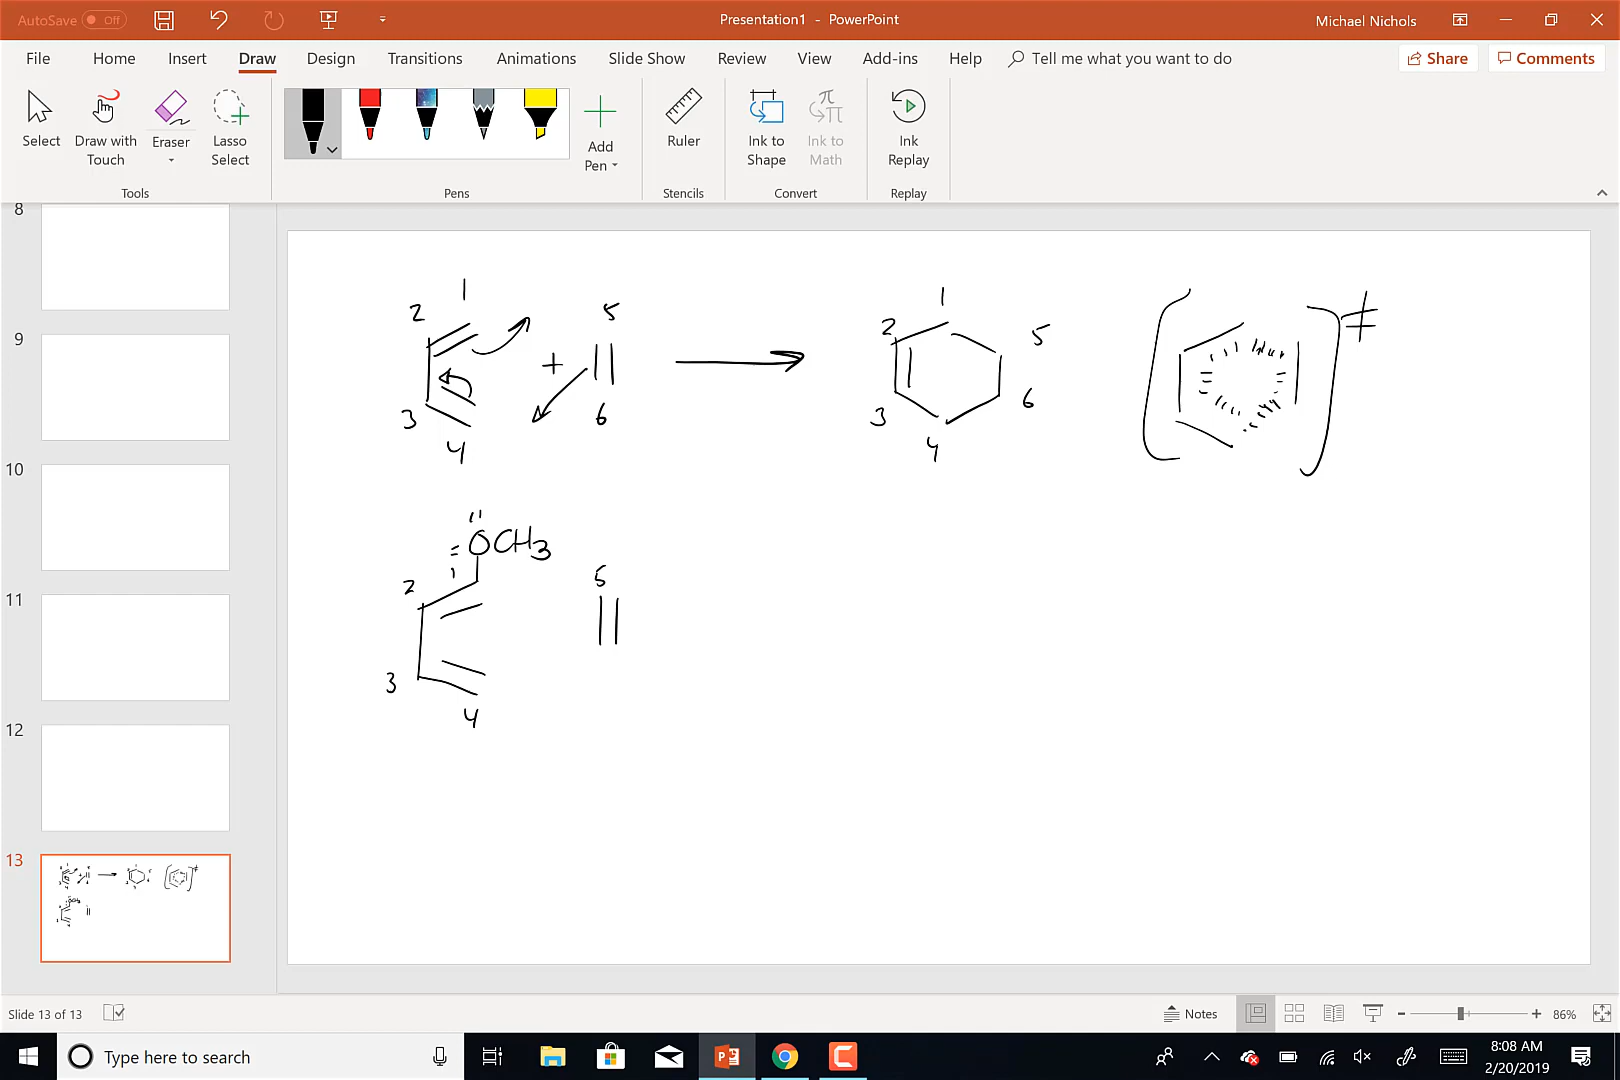 AutoSave Off
Presentation1 - PowerPoint
Michael Nichols
File Home Insert Draw Design Transitions Animations Slide Show Review View Add-ins Help Tell me what you want to do
Share Comments
Select
Draw with Touch
Eraser
Lasso Select
Add Pen
Ruler
Ink to Shape
Ink to Math
Ink Replay
Tools Pens Stencils Convert Replay
8
9
10
11
12
13
1
2
3
4
+
5
6
1
2
3
4
5
6
‡
OCH3
1
2
3
4
5
Slide 13 of 13
Notes
- + 86%
Type here to search
8:08 AM
2/20/2019